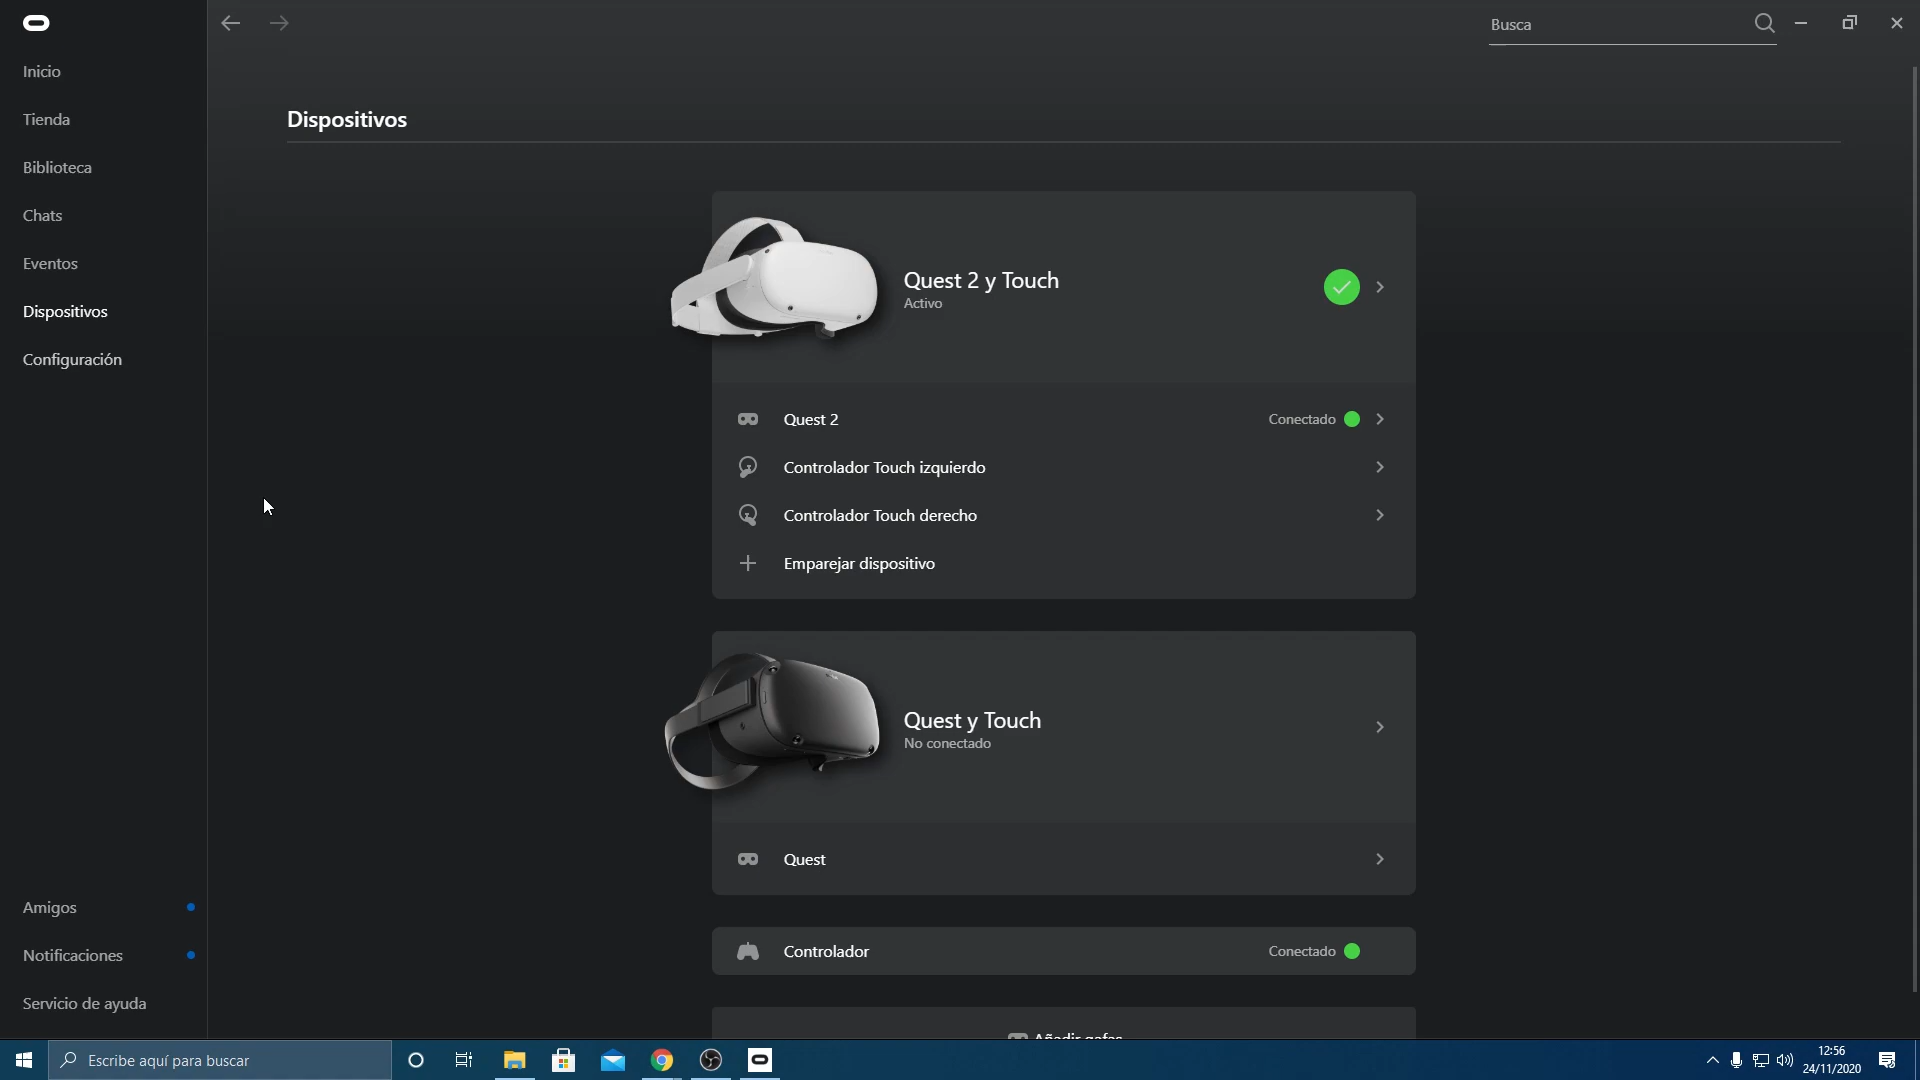 Busca
Inicio
Tienda
Biblioteca
Chats
Eventos
Dispositivos
Configuración
Dispositivos
Quest 2 y Touch
Activo
Quest 2
Conectado
Controlador Touch izquierdo
Controlador Touch derecho
Emparejar dispositivo
Quest y Touch
No conectado
Quest
Controlador
Conectado
Añadir gafas
Amigos
Notificaciones
Servicio de ayuda
Escribe aquí para buscar
12:56
24/11/2020